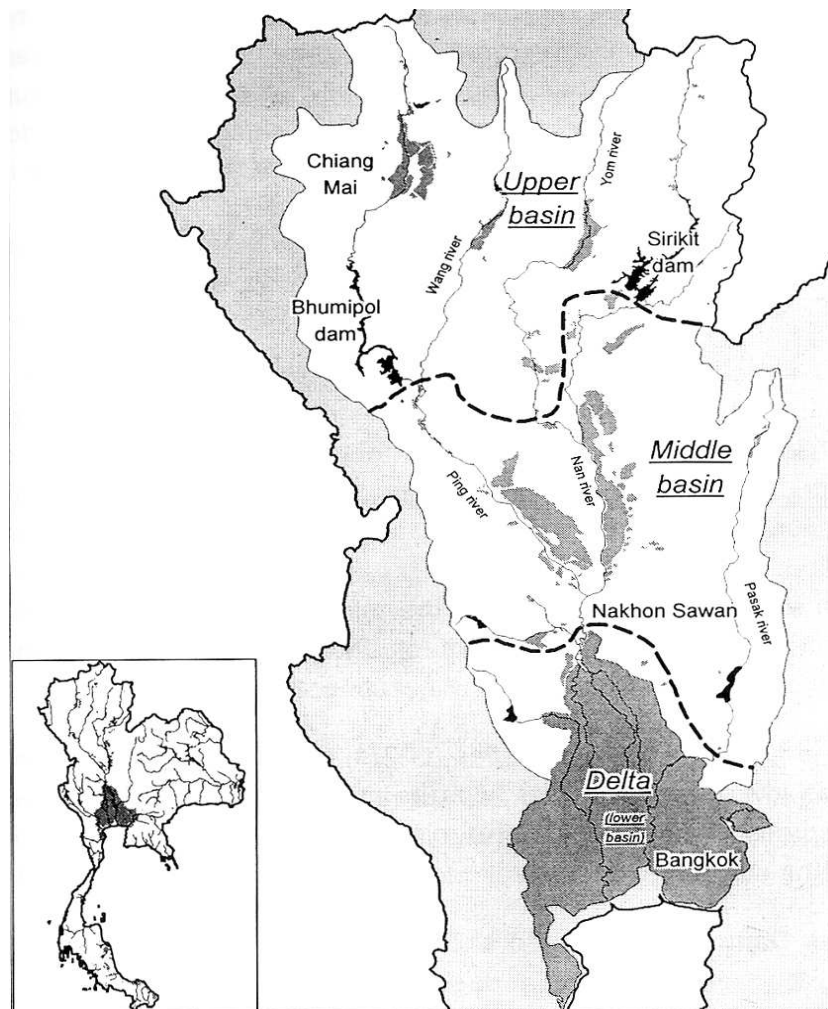 Chiang
Mai
Upper
basin
Yom river
Sirikit
dam
Wang river
Bhumipol
dam
Middle
basin
Ping river
Nan river
Nakhon Sawan
Pasak river
Delta
(lower
basin)
Bangkok